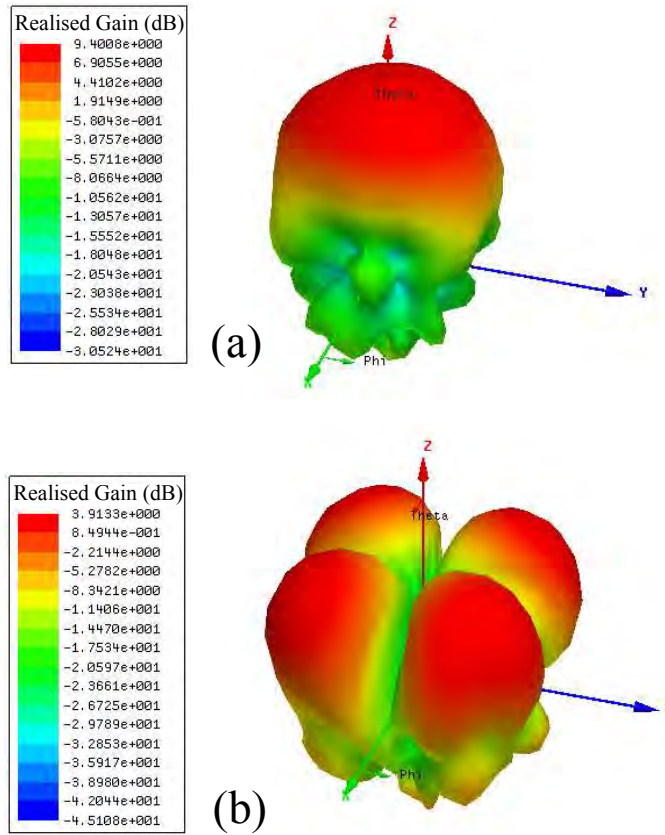 Realised Gain (dB)
9.4008e+000
6.9055e+000
4.4102e+000
1.9149e+000
-5.8043e-001
-3.0757e+000
-5.5711e+000
-8.0664e+000
-1.0562e+001
-1.3057e+001
-1.5552e+001
-1.8048e+001
-2.0543e+001
-2.3038e+001
-2.5534e+001
-2.8029e+001
-3.0524e+001
Z
Theta
Y
X
Phi
(a)
Realised Gain (dB)
3.9133e+000
8.4944e-001
-2.2144e+000
-5.2782e+000
-8.3421e+000
-1.1406e+001
-1.4470e+001
-1.7534e+001
-2.0597e+001
-2.3661e+001
-2.6725e+001
-2.9789e+001
-3.2853e+001
-3.5917e+001
-3.8980e+001
-4.2044e+001
-4.5108e+001
Z
Theta
X
Phi
(b)